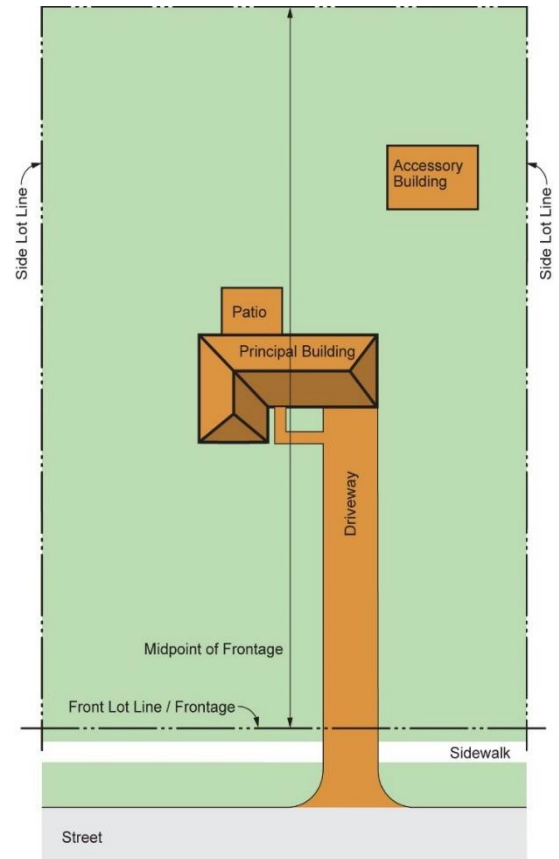 Side Lot Line
Accessory
Building
Side Lot Line
Patio
Principal Building
Driveway
Midpoint of Frontage
Front Lot Line / Frontage
Sidewalk
Street